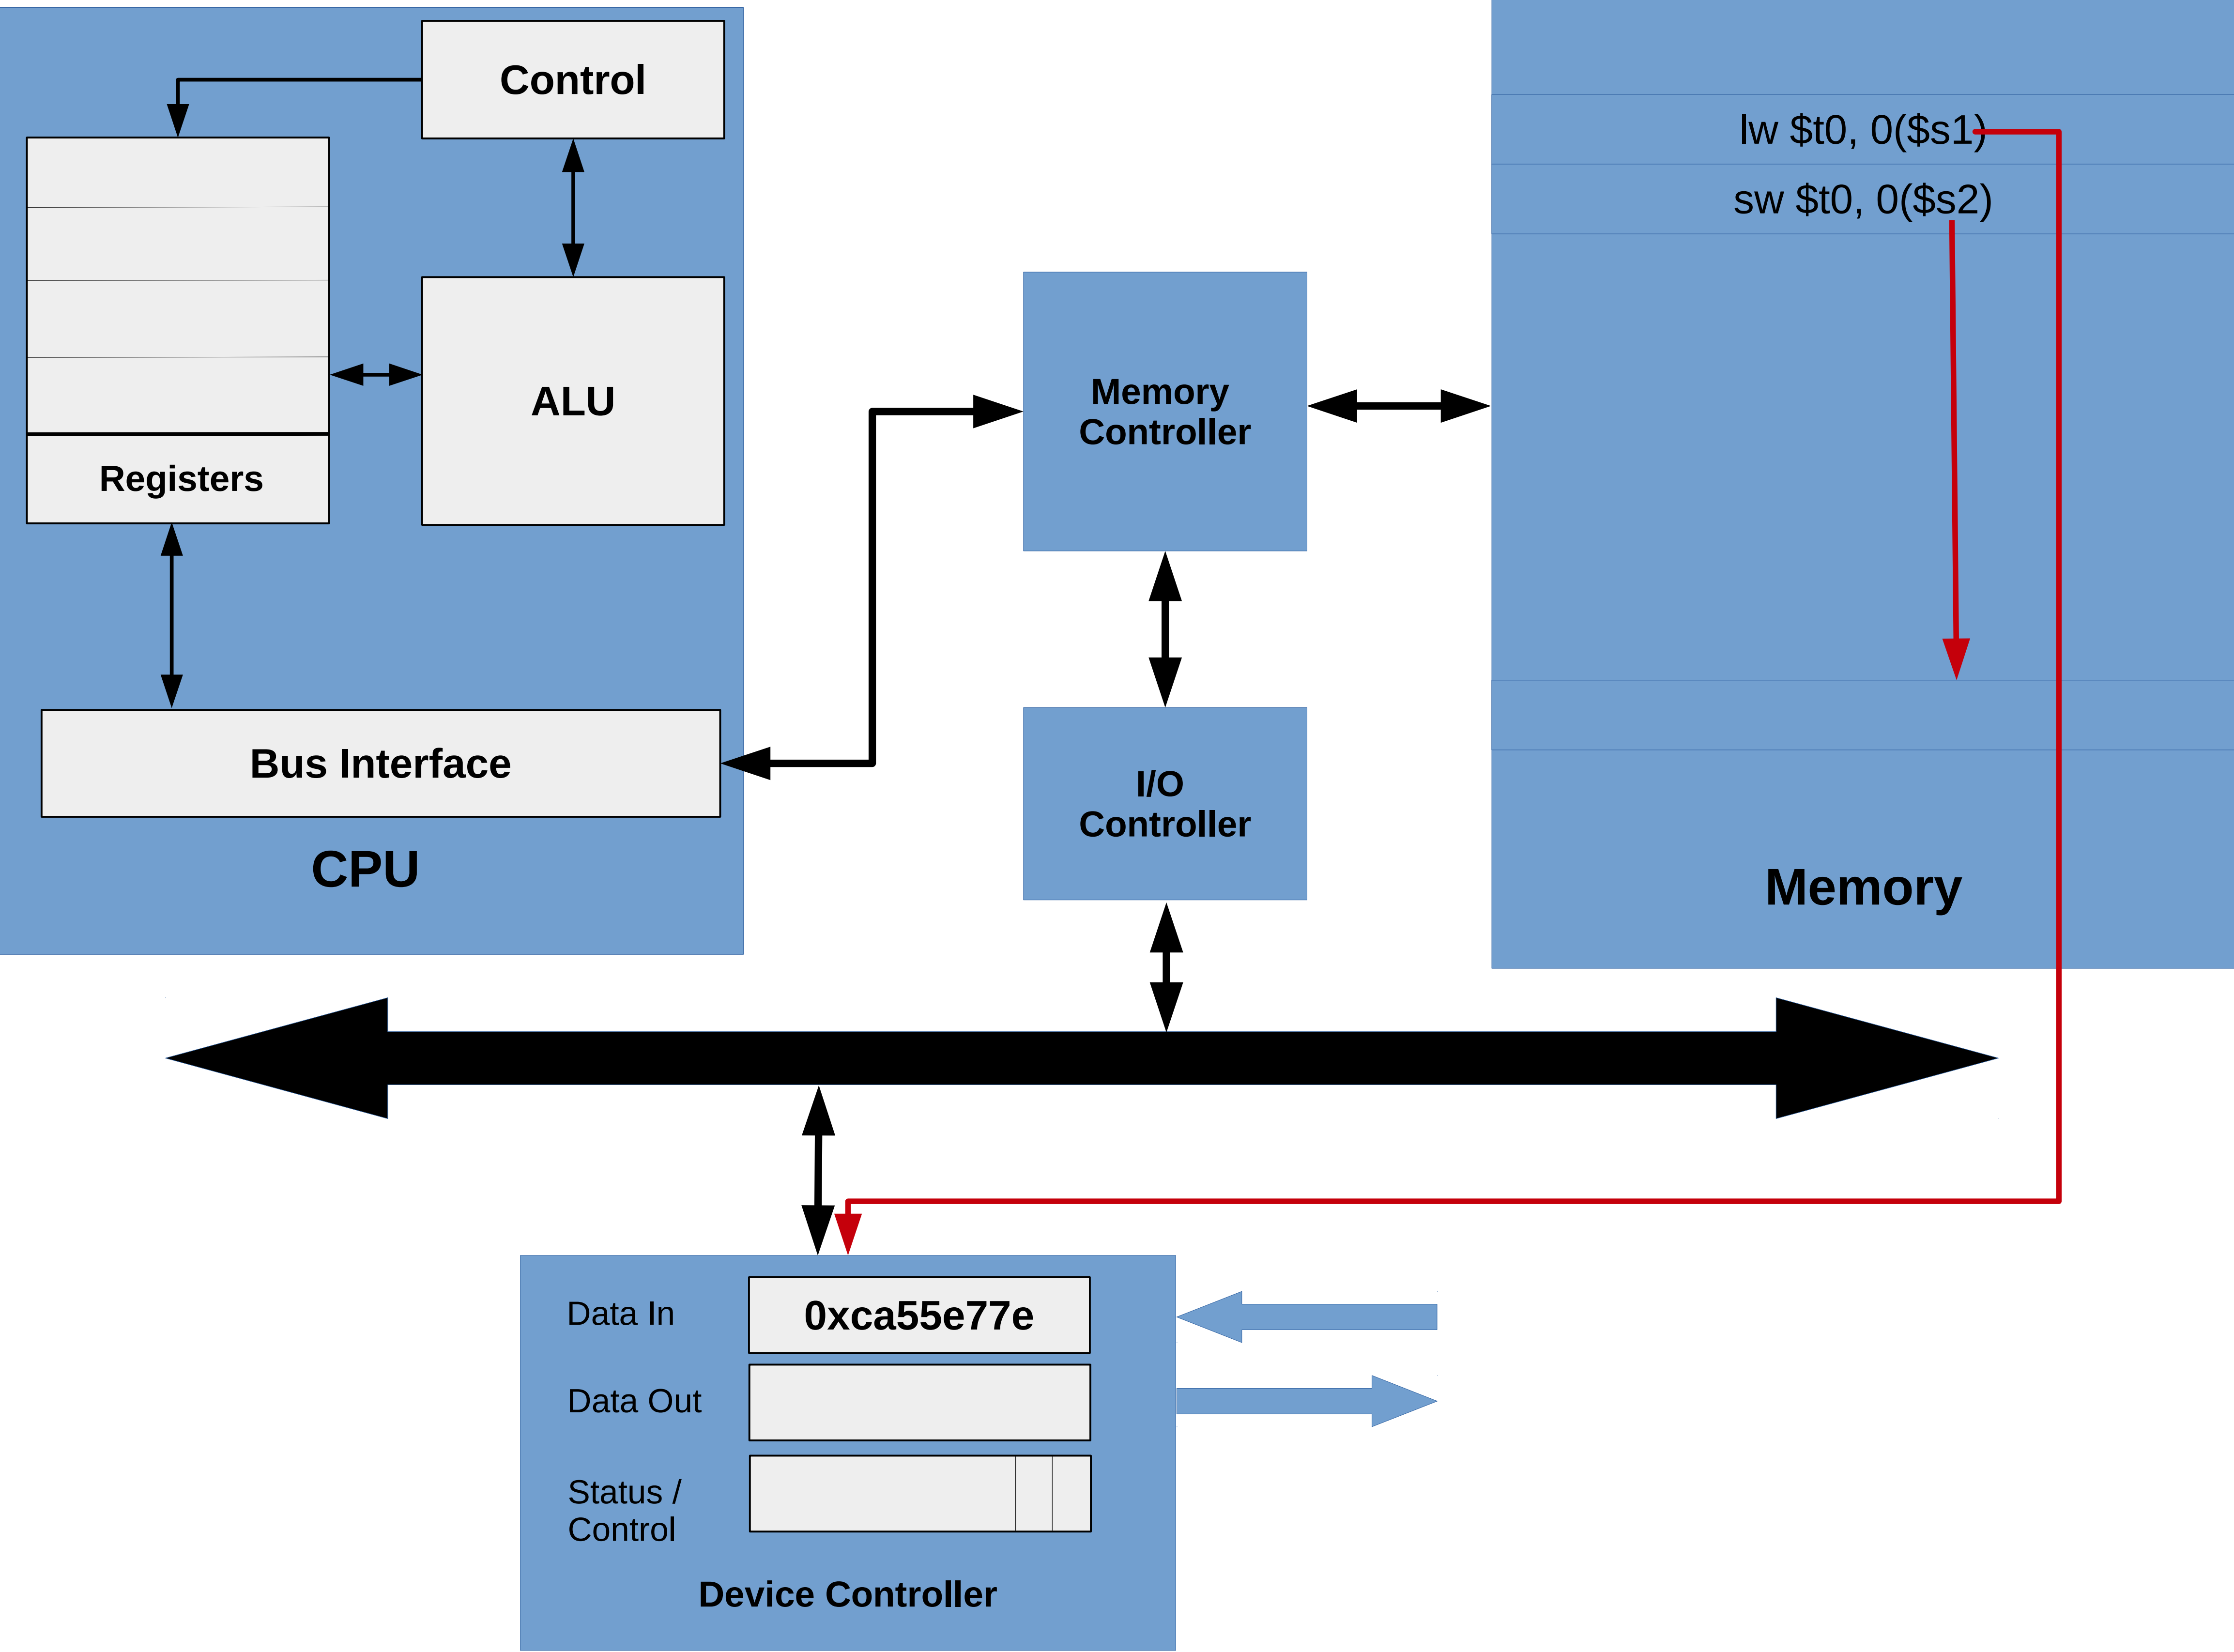 Control
lw $t0, 0($s1)
sw $t0, 0($s2)
ALU
Memory
Controller
Registers
Bus Interface
I/O
Controller
CPU
Memory
Data In
0xca55e77e
Data Out
Status /
Control
Device Controller